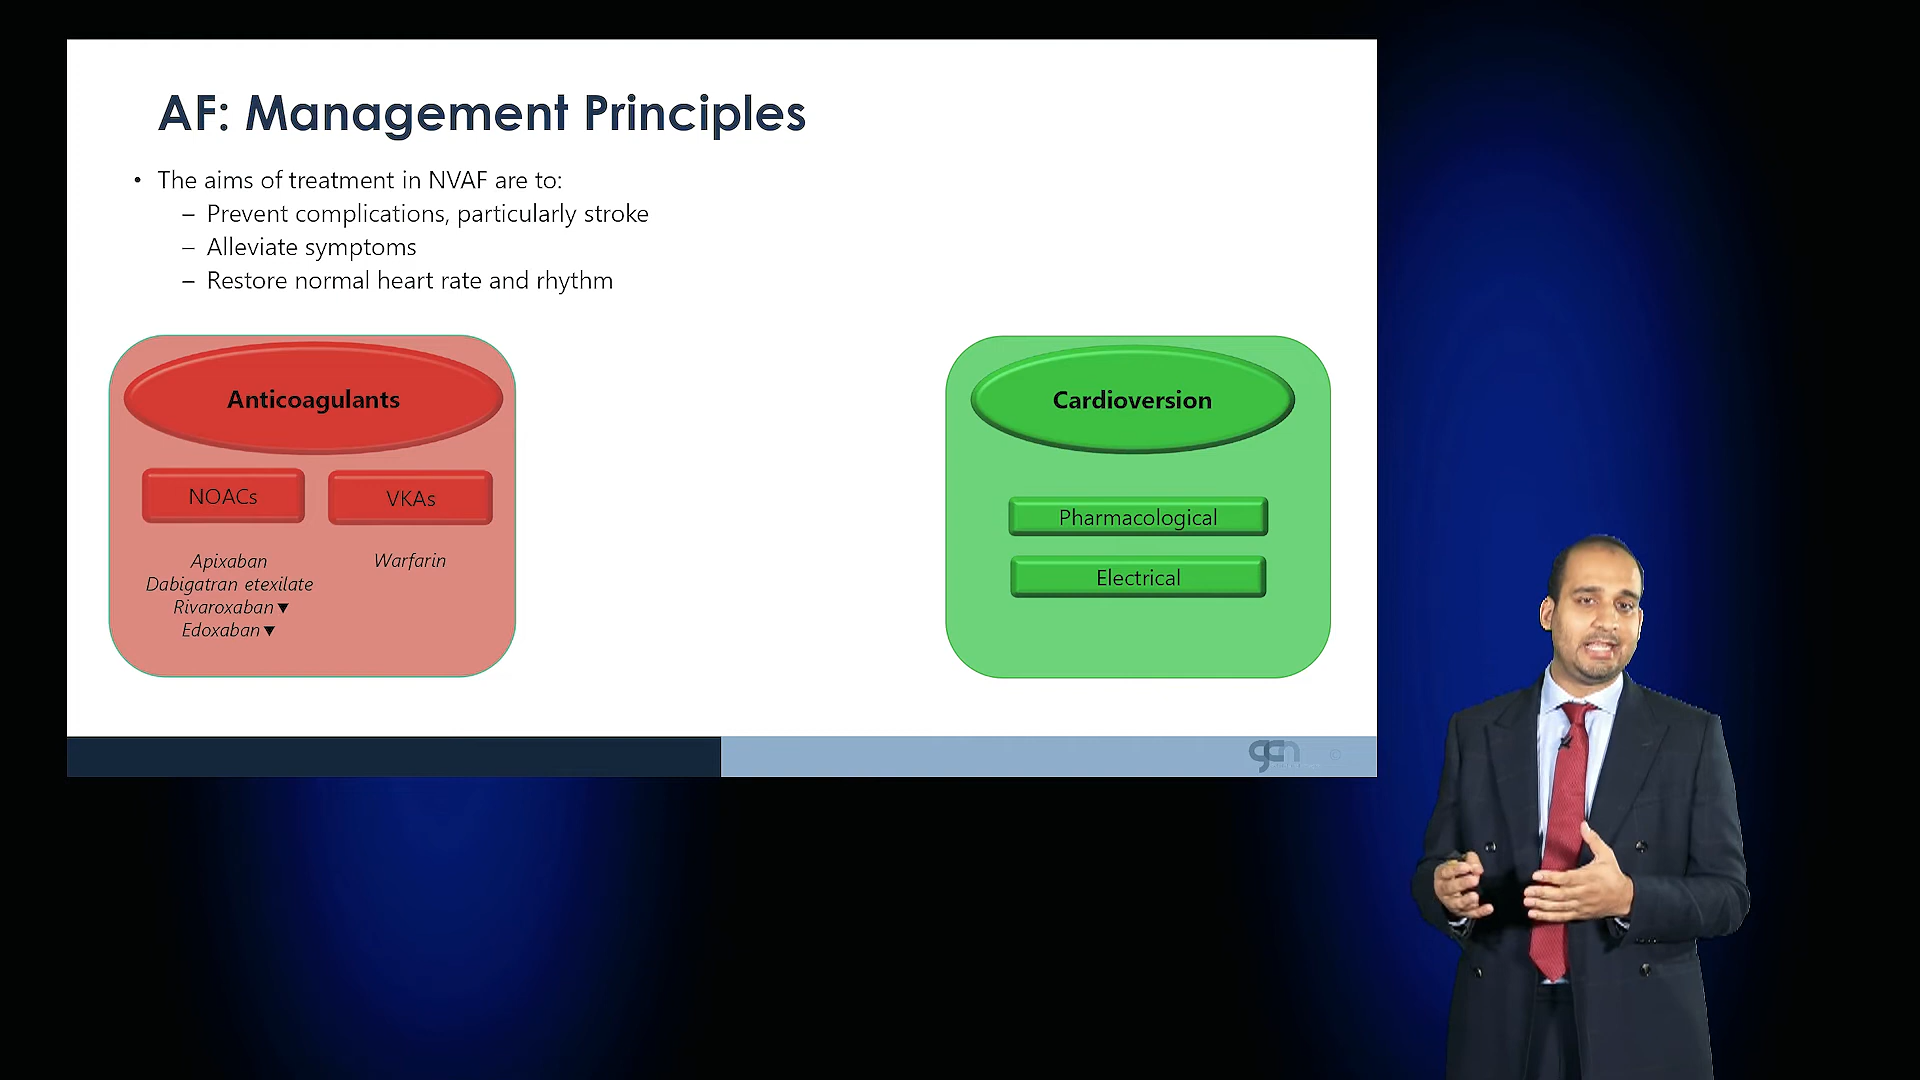 AF: Management Principles
• The aims of treatment in NVAF are to:
– Prevent complications, particularly stroke
– Alleviate symptoms
– Restore normal heart rate and rhythm
Anticoagulants
NOACs
VKAs
Apixaban
Dabigatran etexilate
Rivaroxaban▼
Edoxaban▼
Warfarin
Cardioversion
Pharmacological
Electrical
gcn
©